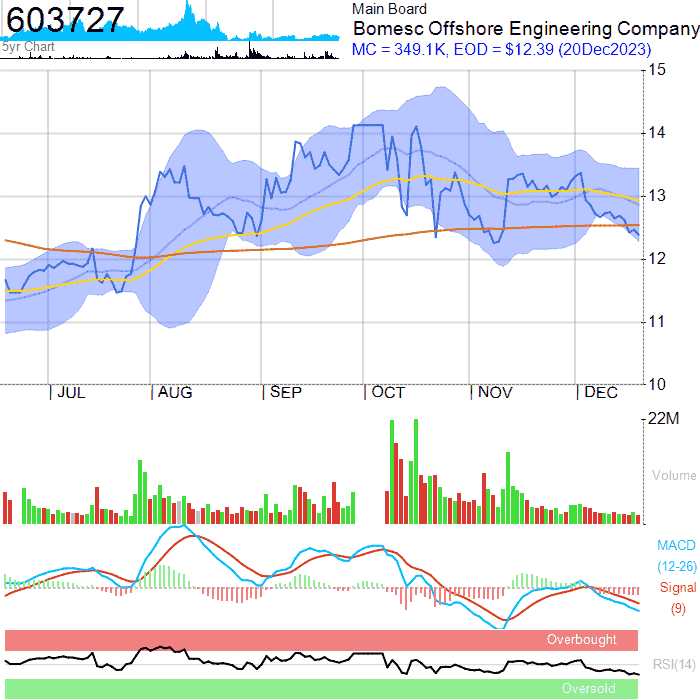 603727
5yr Chart
Main Board
Bomesc Offshore Engineering Company
MC = 349.1K, EOD = $12.39 (20Dec2023)
15
14
13
12
11
10
JUL AUG SEP OCT NOV DEC
22M
Volume
MACD
(12-26)
Signal
(9)
Overbought
RSI(14)
Oversold